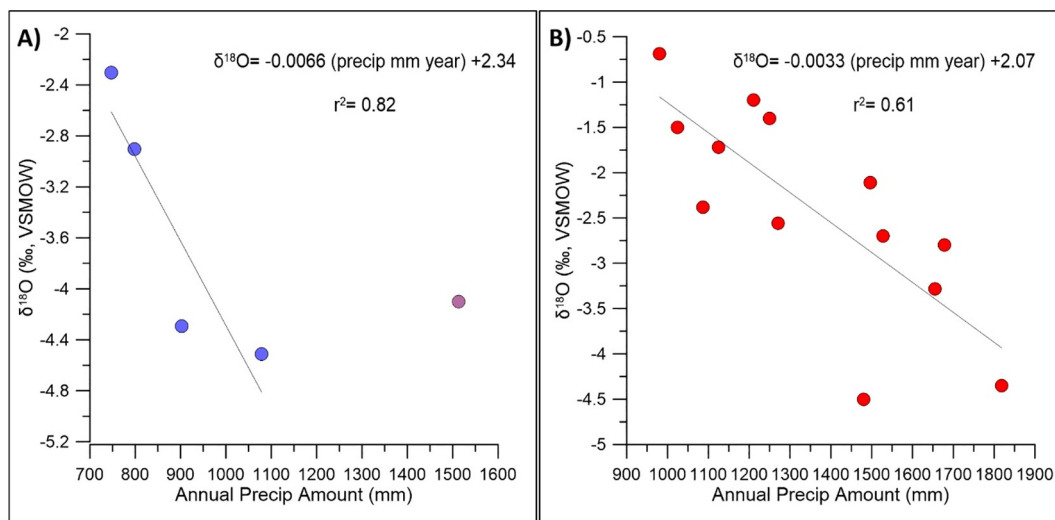 A)
δ¹⁸O= -0.0066 (precip mm year) +2.34
r²= 0.82
δ¹⁸O (‰, VSMOW)
-2
-2.4
-2.8
-3.2
-3.6
-4
-4.4
-4.8
-5.2
700 800 900 1000 1100 1200 1300 1400 1500 1600
Annual Precip Amount (mm)
B)
δ¹⁸O= -0.0033 (precip mm year) +2.07
r²= 0.61
δ¹⁸O (‰, VSMOW)
-0.5
-1
-1.5
-2
-2.5
-3
-3.5
-4
-4.5
-5
900 1000 1100 1200 1300 1400 1500 1600 1700 1800 1900
Annual Precip Amount (mm)